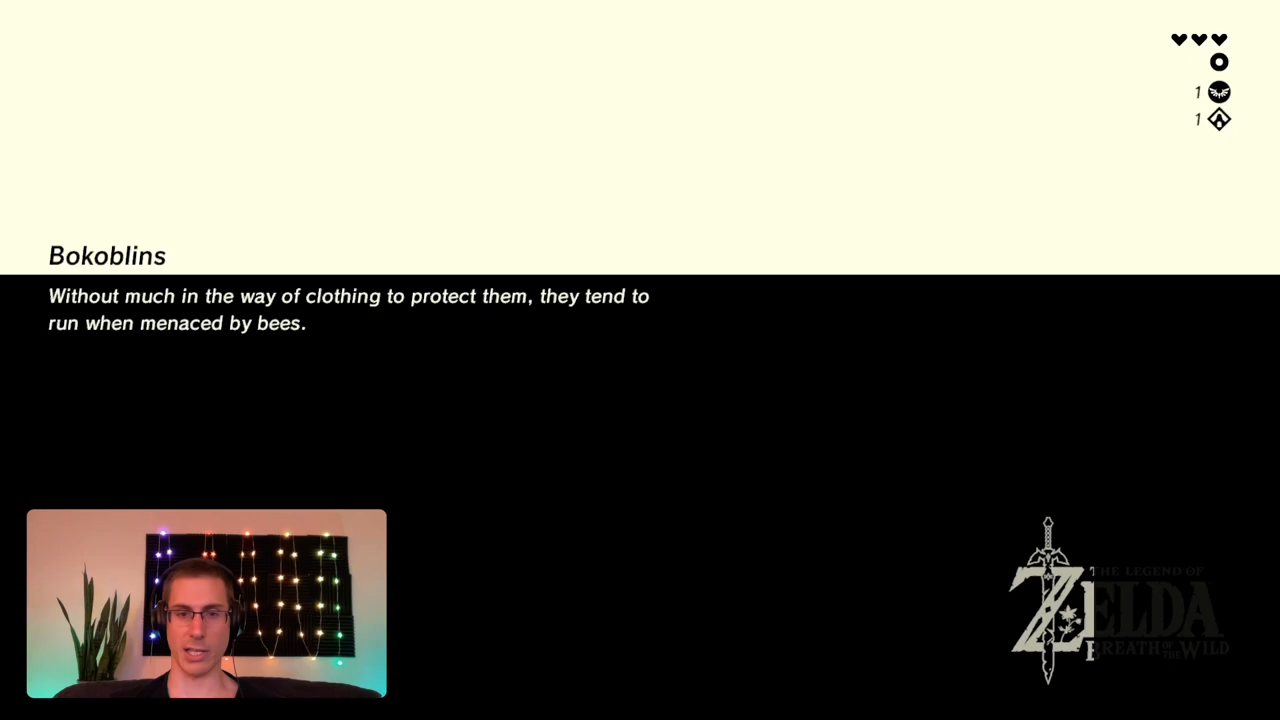 1
1
Bokoblins
Without much in the way of clothing to protect them, they tend to
run when menaced by bees.
THE LEGEND OF
ZELDA
BREATH OF THE WILD